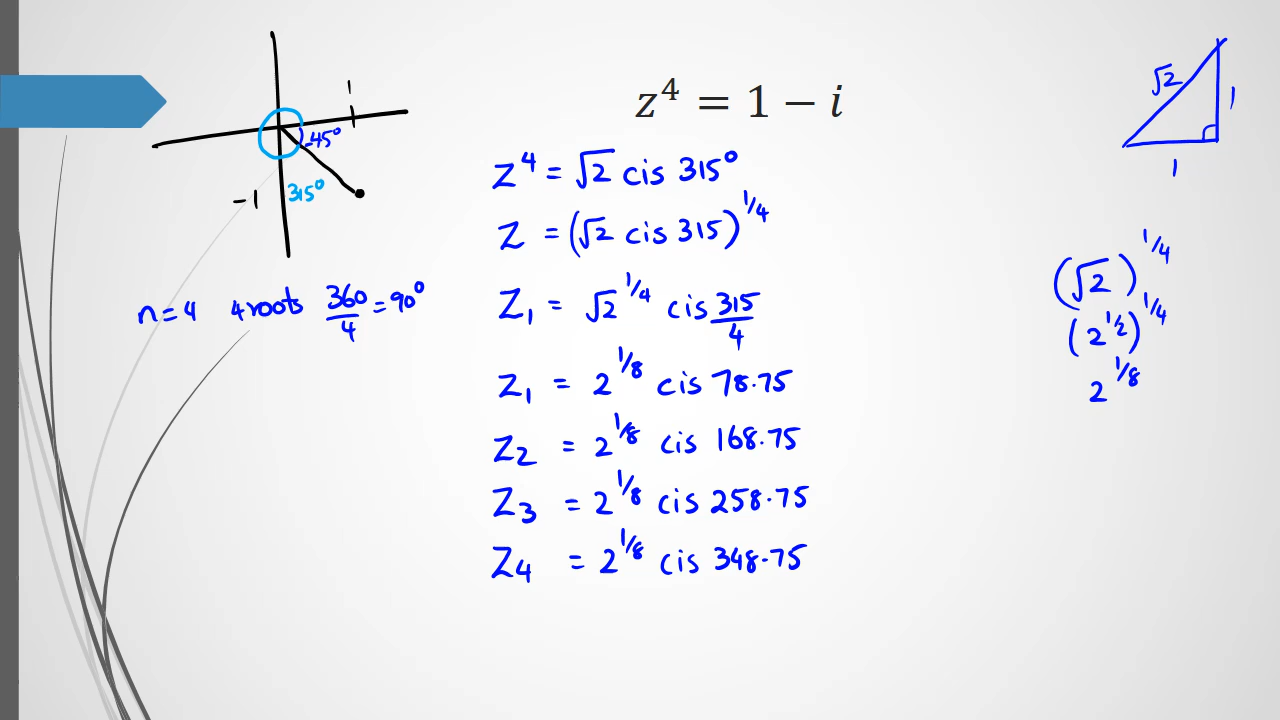 z⁴ = 1 − i
1
-45°
-1
315°
n = 4 4 roots 360/4 = 90°
z⁴ = √2 cis 315°
z = (√2 cis 315)^1/4
z₁ = √2^1/4 cis 315/4
z₁ = 2^1/8 cis 78.75
z₂ = 2^1/8 cis 168.75
z₃ = 2^1/8 cis 258.75
z₄ = 2^1/8 cis 348.75
√2
1
1
(√2)^1/4
(2^1/2)^1/4
2^1/8